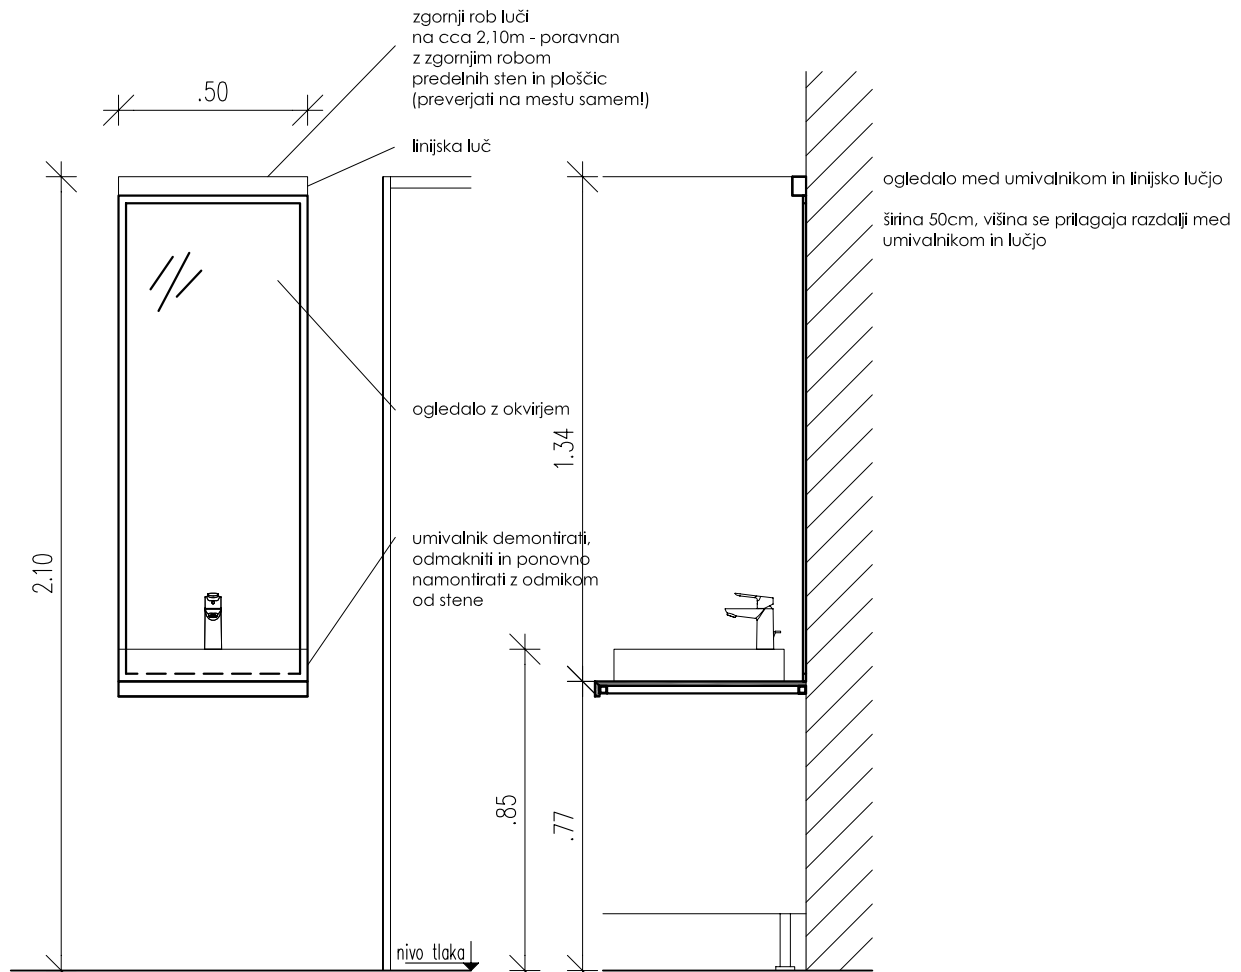 zgornji rob luči
na cca 2,10m - poravnan
z zgornjim robom
predelnih sten in ploščic
(preverjati na mestu samem!)
.50
linijska luč
ogledalo med umivalnikom in linijsko lučjo
širina 50cm, višina se prilagaja razdalji med
umivalnikom in lučjo
ogledalo z okvirjem
1.34
umivalnik demontirati,
odmakniti in ponovno
namontirati z odmikom
od stene
2.10
.85
.77
nivo tlaka